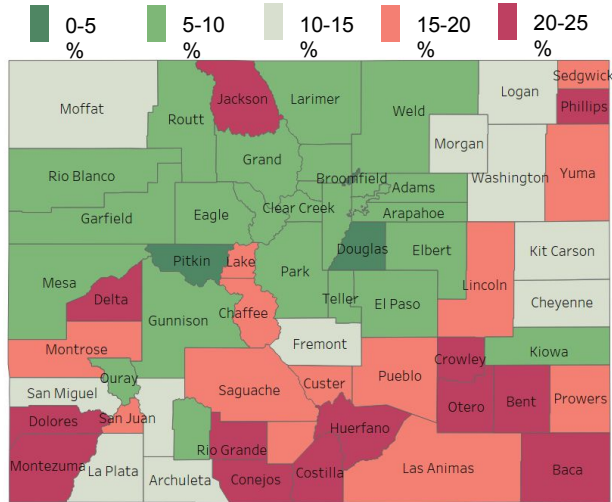 0-5 %
5-10 %
10-15 %
15-20 %
20-25 %
Sedgwick
Logan
Jackson
Larimer
Phillips
Moffat
Weld
Routt
Morgan
Grand
Yuma
Washington
Rio Blanco
Broomfield
Adams
Clear Creek
Eagle
Arapahoe
Garfield
Douglas
Elbert
Kit Carson
Pitkin
Lake
Park
Mesa
Lincoln
Delta
Teller
El Paso
Cheyenne
Chaffee
Gunnison
Fremont
Montrose
Kiowa
Crowley
Ouray
Pueblo
Custer
Saguache
San Miguel
Bent
Prowers
Otero
San Juan
Dolores
Huerfano
Rio Grande
Montezuma
La Plata
Las Animas
Baca
Costilla
Conejos
Archuleta